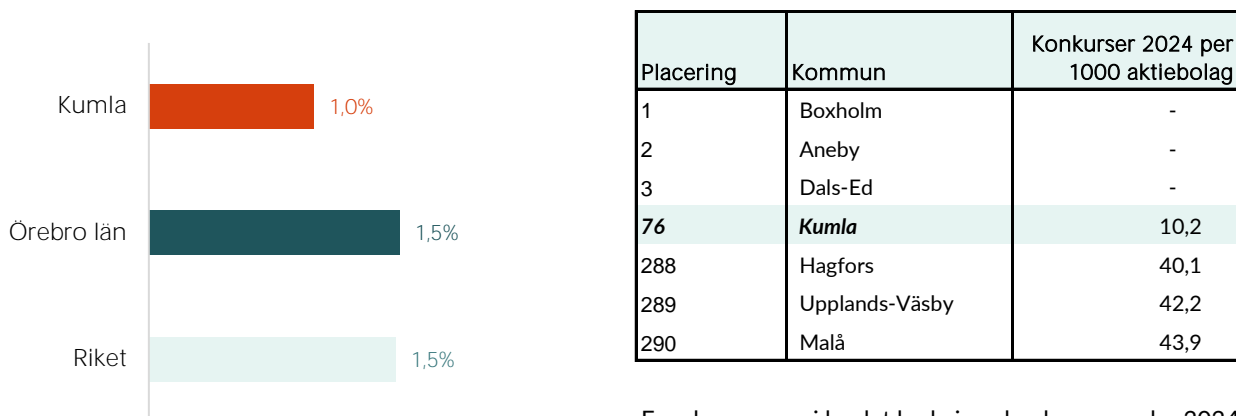 Kumla
1,0%
Örebro län
1,5%
Riket
1,5%
Placering Kommun Konkurser 2024 per 1000 aktiebolag
1 Boxholm -
2 Aneby -
3 Dals-Ed -
76 Kumla 10,2
288 Hagfors 40,1
289 Upplands-Väsby 42,2
290 Malå 43,9